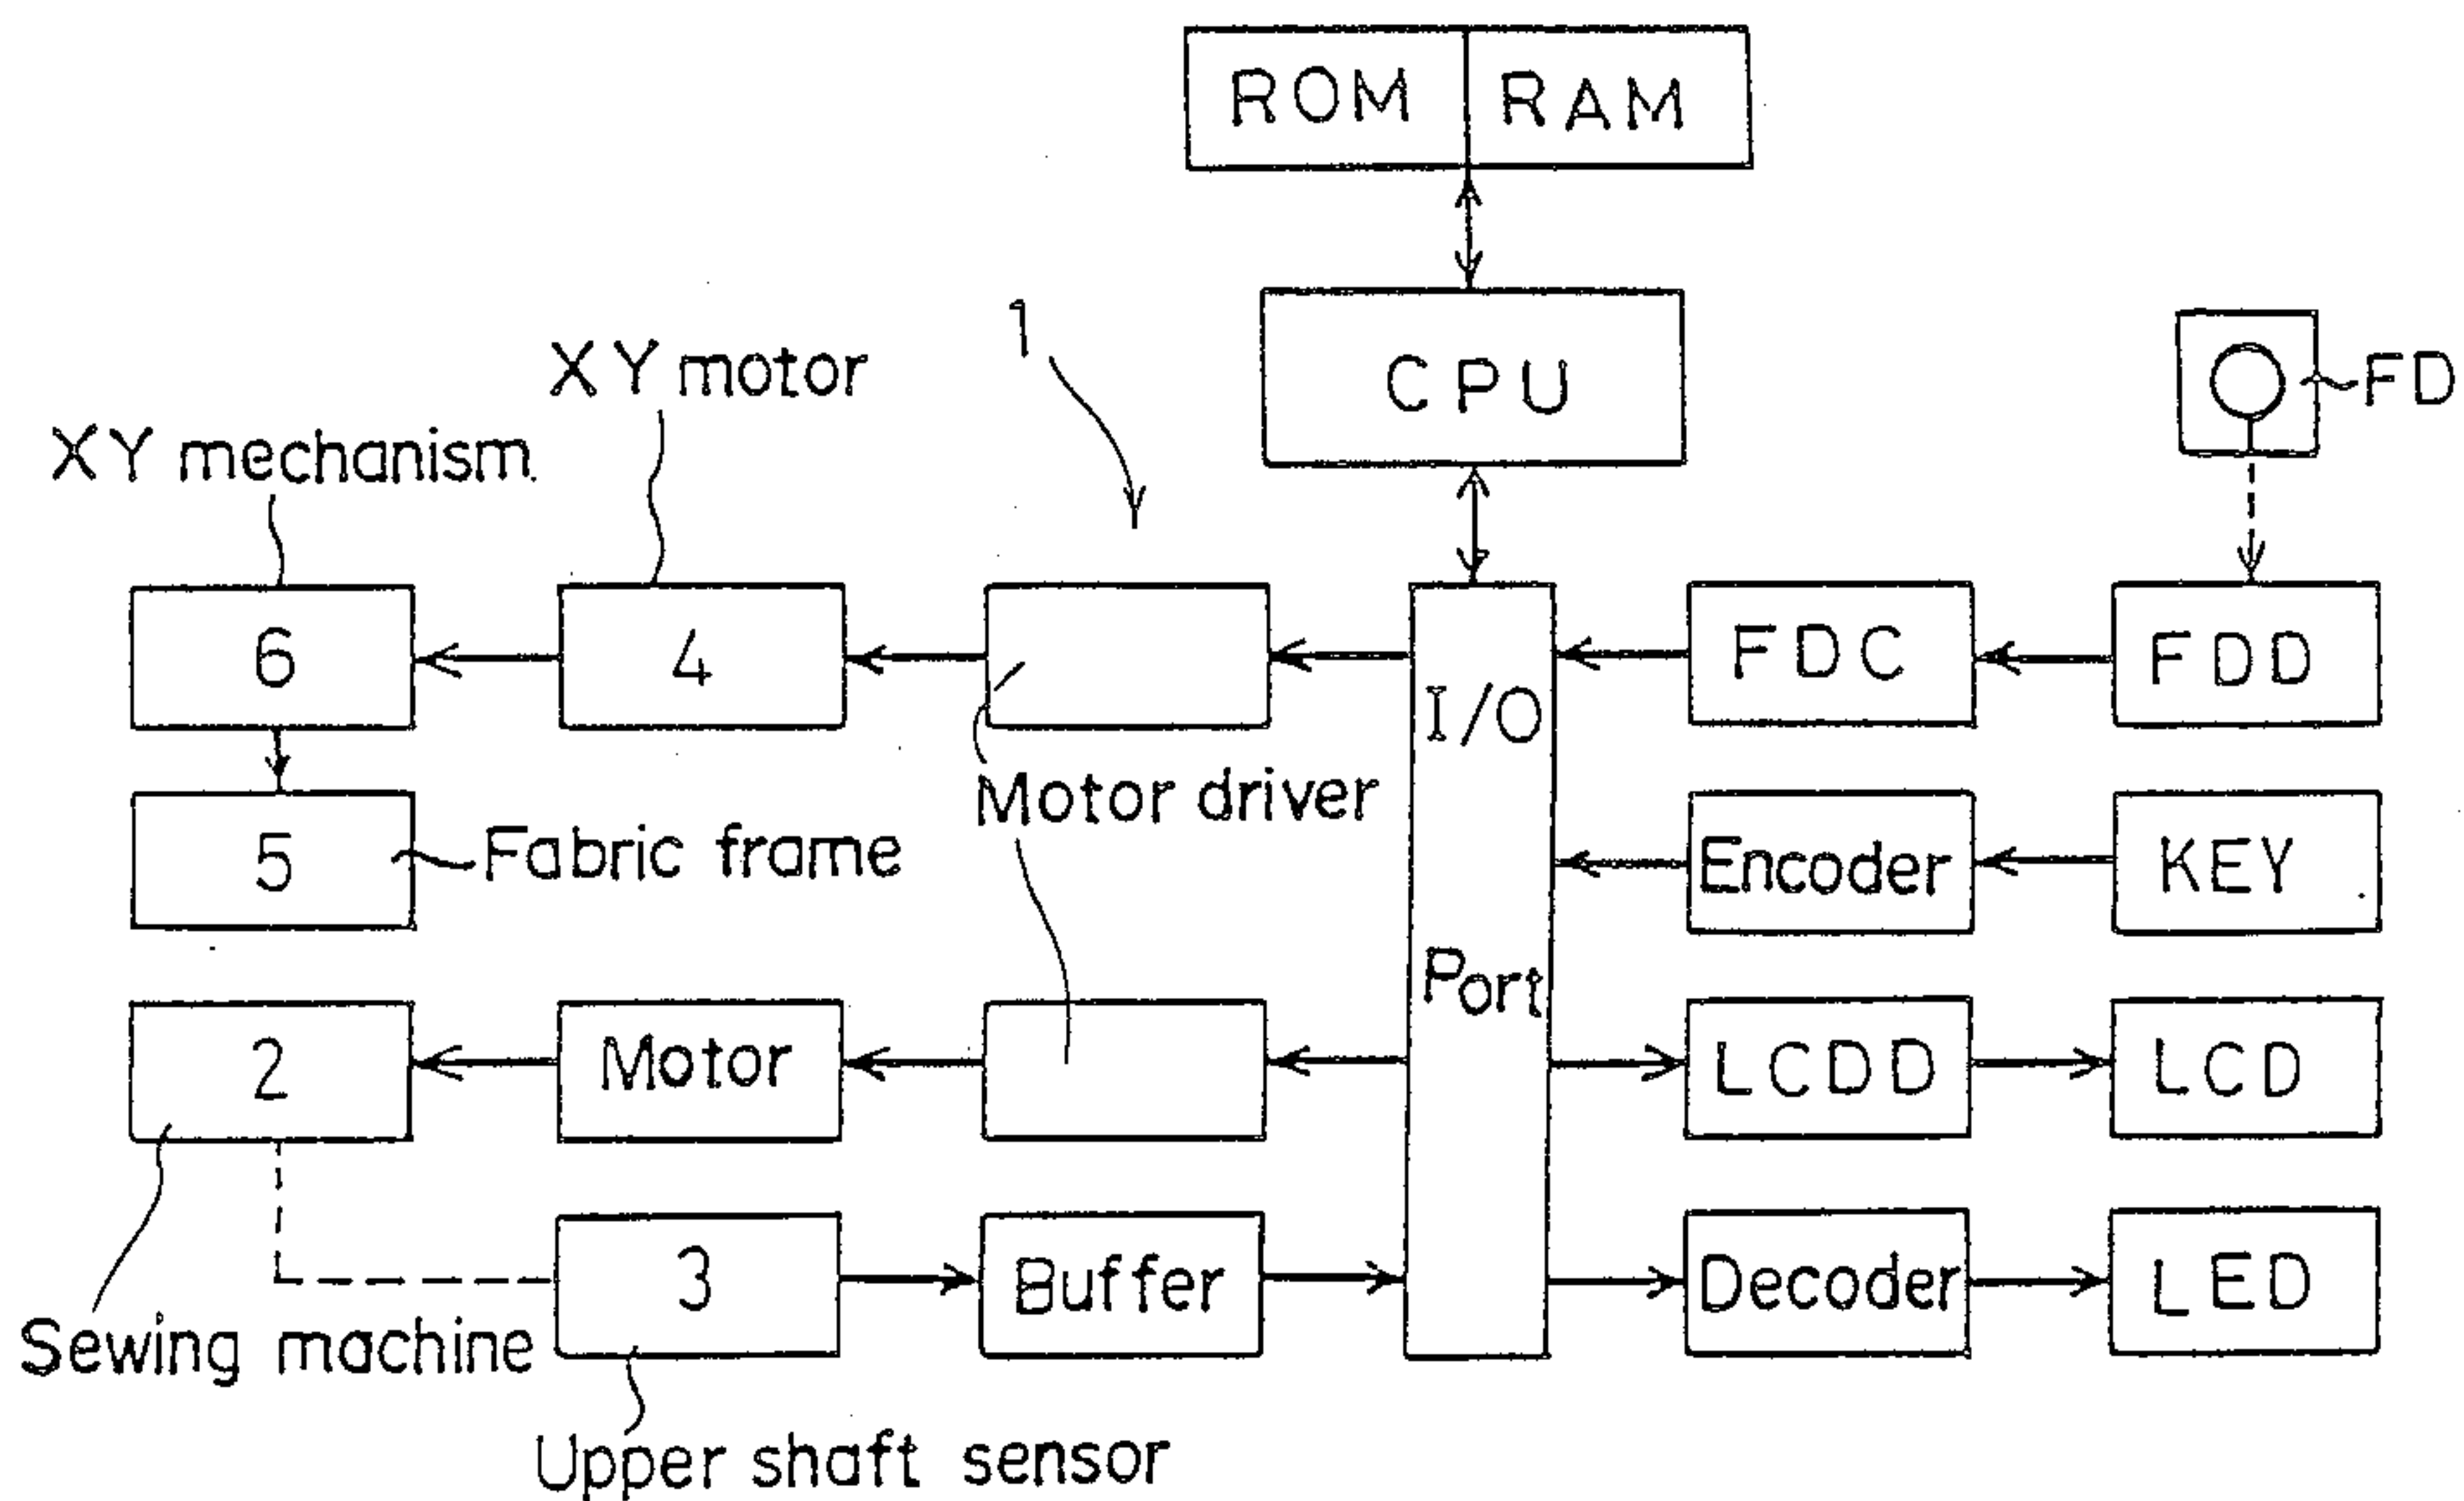 ROM RAM
1
CPU
FD
XY motor
XY mechanism
6
4
I/O
Port
FDC
FDD
Motor driver
5
Fabric frame
Encoder
KEY
2
Motor
LCDD
LCD
3
Buffer
Decoder
LED
Sewing machine
Upper shaft sensor